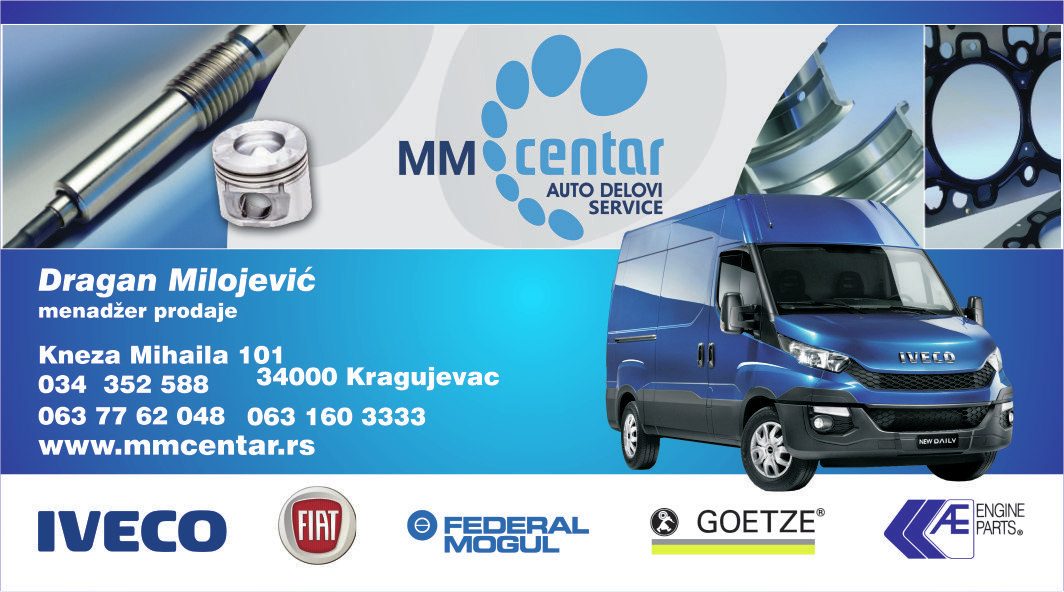 MM centar
AUTO DELOVI
SERVICE
Dragan Milojević
menadžer prodaje
Kneza Mihaila 101
34000 Kragujevac
034 352 588
063 77 62 048 063 160 3333
www.mmcentar.rs
IVECO
NEW DAILY
IVECO
FIAT
FEDERAL
MOGUL
GOETZE®
AE ENGINE
PARTS®